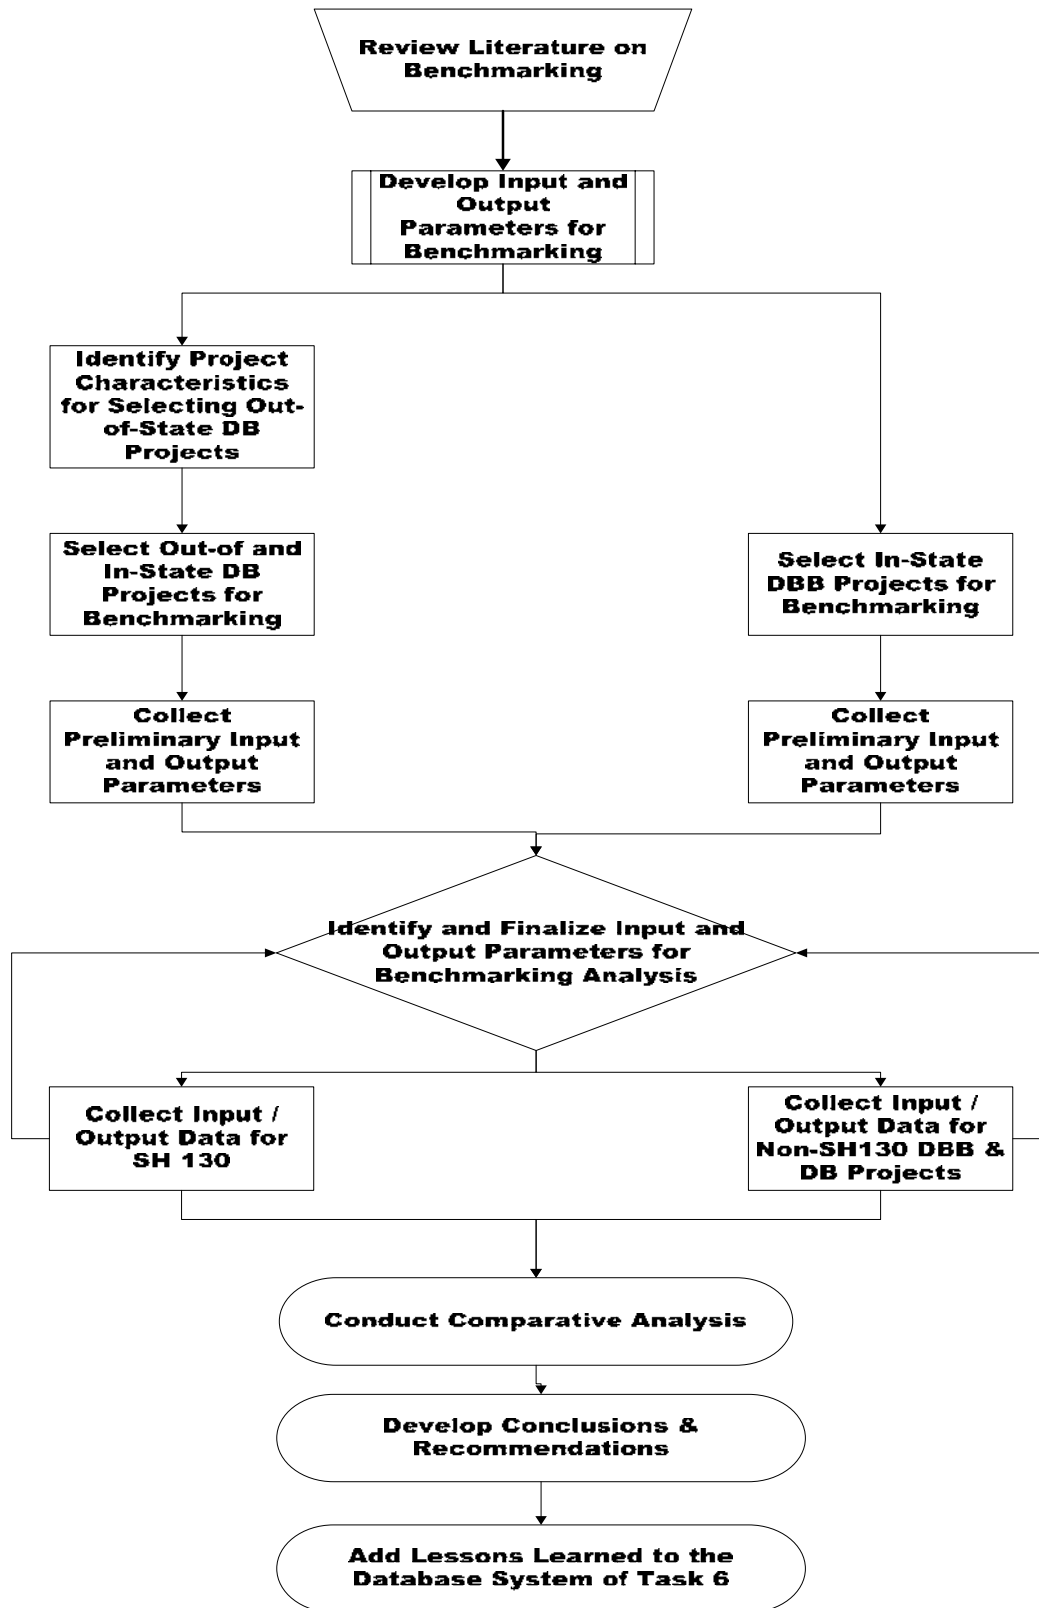 Review Literature on
Benchmarking
Develop Input and
Output
Parameters for
Benchmarking
Identify Project
Characteristics
for Selecting Out-
of-State DB
Projects
Select Out-of and
In-State DB
Projects for
Benchmarking
Select In-State
DBB Projects for
Benchmarking
Collect
Preliminary Input
and Output
Parameters
Collect
Preliminary Input
and Output
Parameters
Identify and Finalize Input and
Output Parameters for
Benchmarking Analysis
Collect Input /
Output Data for
SH 130
Collect Input /
Output Data for
Non-SH130 DBB &
DB Projects
Conduct Comparative Analysis
Develop Conclusions &
Recommendations
Add Lessons Learned to the
Database System of Task 6